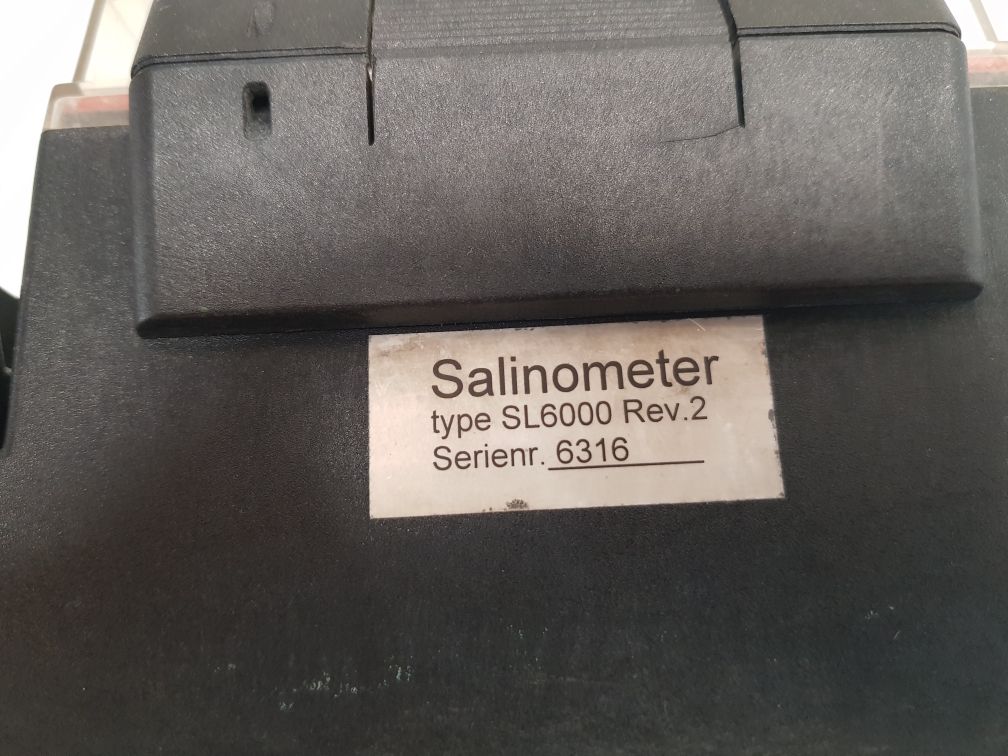 Salinometer
type SL6000 Rev.2
Serienr. 6316